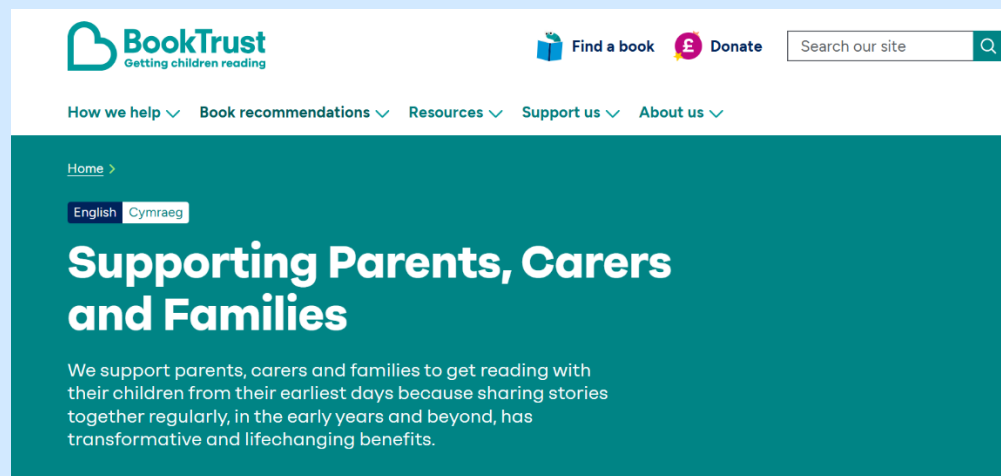 BookTrust
Getting children reading
Find a book
£
Donate
Search our site
How we help
Book recommendations
Resources
Support us
About us
Home
English
Cymraeg
Supporting Parents, Carers
and Families
We support parents, carers and families to get reading with
their children from their earliest days because sharing stories
together regularly, in the early years and beyond, has
transformative and lifechanging benefits.